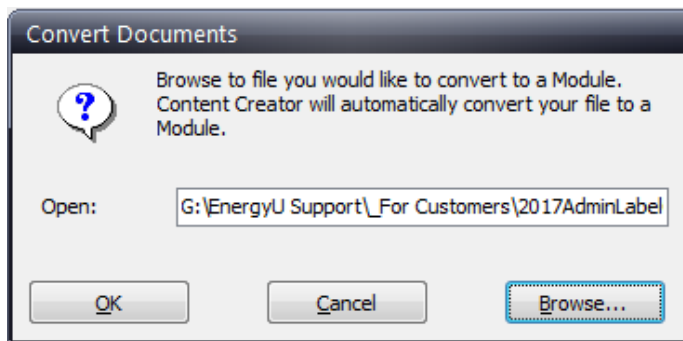 Convert Documents
Browse to file you would like to convert to a Module.
Content Creator will automatically convert your file to a
Module.
Open:
G:\EnergyU Support\_For Customers\2017AdminLabel
OK
Cancel
Browse...